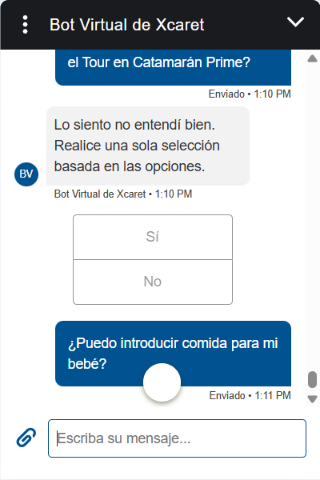 Bot Virtual de Xcaret
el Tour en Catamarán Prime?
Enviado • 1:10 PM
Lo siento no entendí bien.
Realice una sola selección
basada en las opciones.
BV
Bot Virtual de Xcaret • 1:10 PM
Sí
No
¿Puedo introducir comida para mi
bebé?
Enviado • 1:11 PM
Escriba su mensaje...